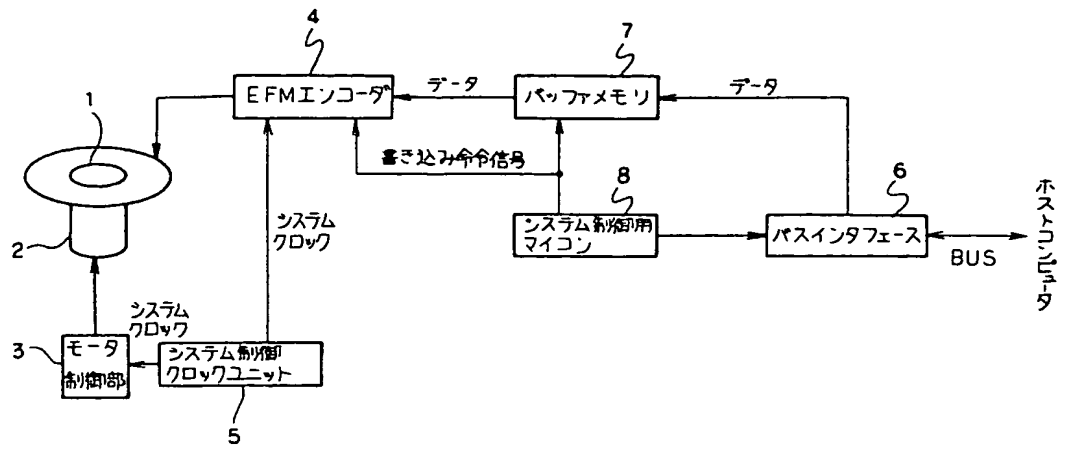 4
7
1
EFMエンコーダ
データ
バッファメモリ
データ
書き込み命令信号
8
6
システム
クロック
システム制御用
マイコン
バスインタフェース
BUS
ホストコンピュータ
2
システム
クロック
3
モータ
制御部
システム制御
クロックユニット
5